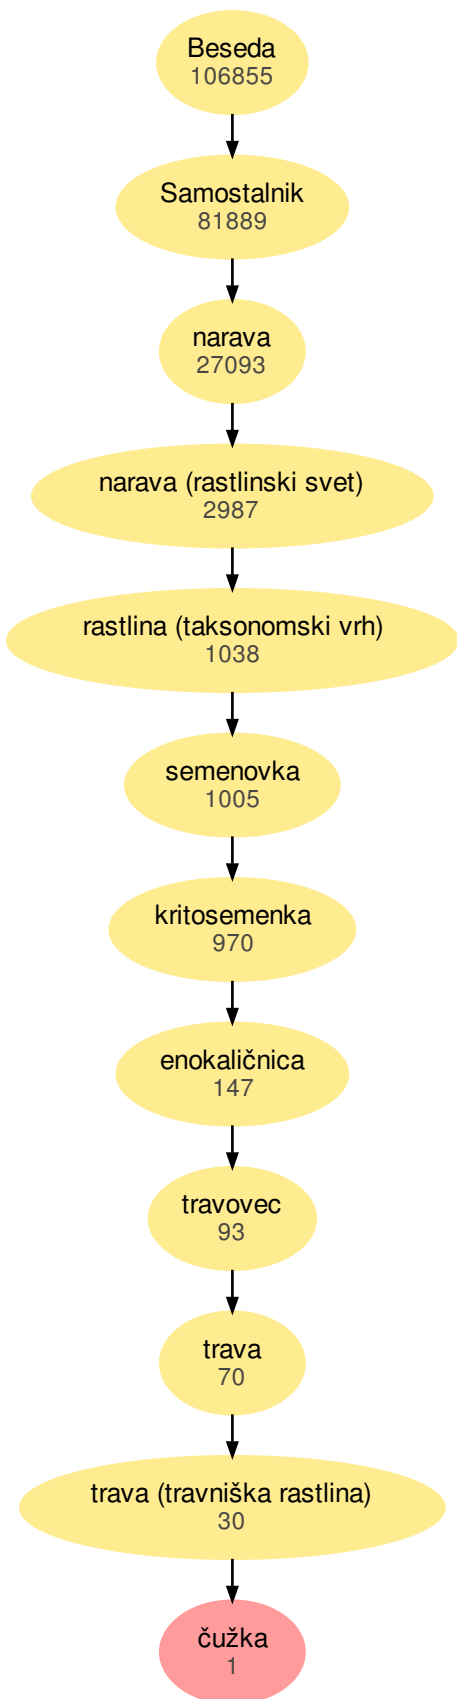 Beseda
106855
Samostalnik
81889
narava
27093
narava (rastlinski svet)
2987
rastlina (taksonomski vrh)
1038
semenovka
1005
kritosemenka
970
enokaličnica
147
travovec
93
trava
70
trava (travniška rastlina)
30
čužka
1